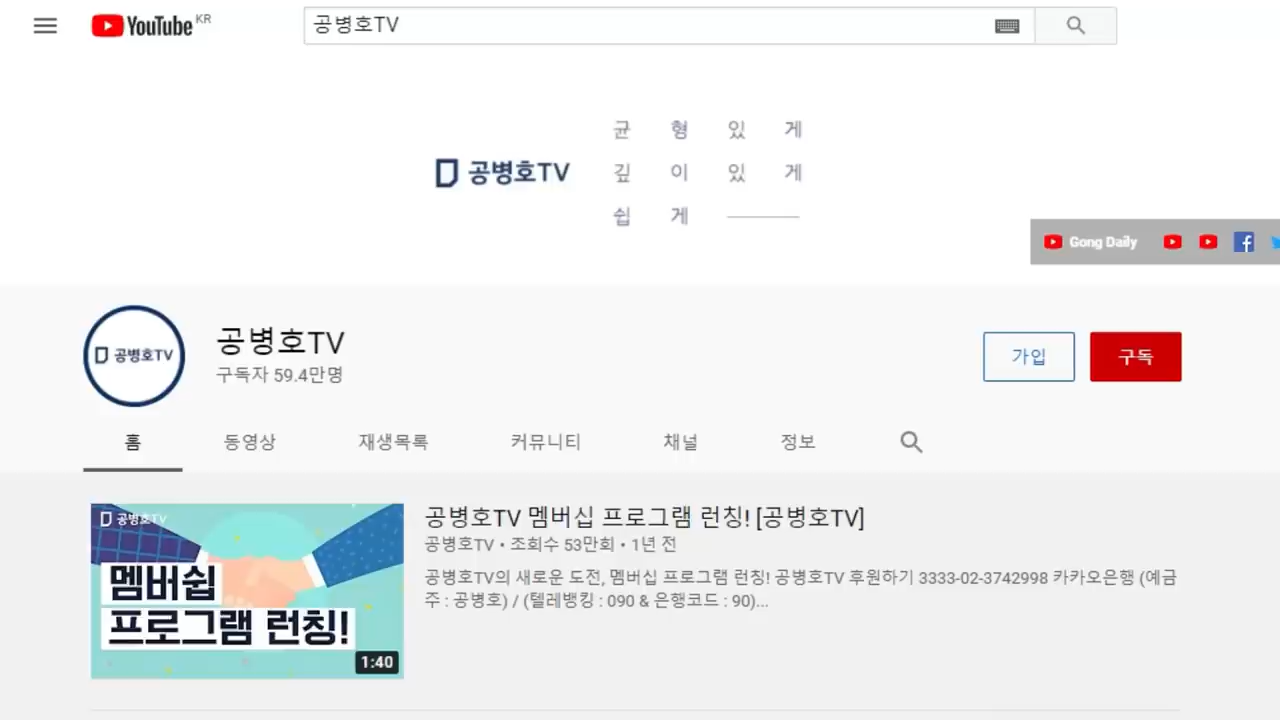 YouTube KR
공병호TV
균 형 있 게
공병호TV
깊 이 있 게
쉽 게
Gong Daily
공병호TV
공병호TV
구독자 59.4만명
가입
구독
홈
동영상
재생목록
커뮤니티
채널
정보
공병호TV
멤버쉽
프로그램 런칭!
1:40
공병호TV 멤버십 프로그램 런칭! [공병호TV]
공병호TV • 조회수 53만회 • 1년 전
공병호TV의 새로운 도전, 멤버십 프로그램 런칭! 공병호TV 후원하기 3333-02-3742998 카카오은행 (예금
주 : 공병호) / (텔레뱅킹 : 090 & 은행코드 : 90)...